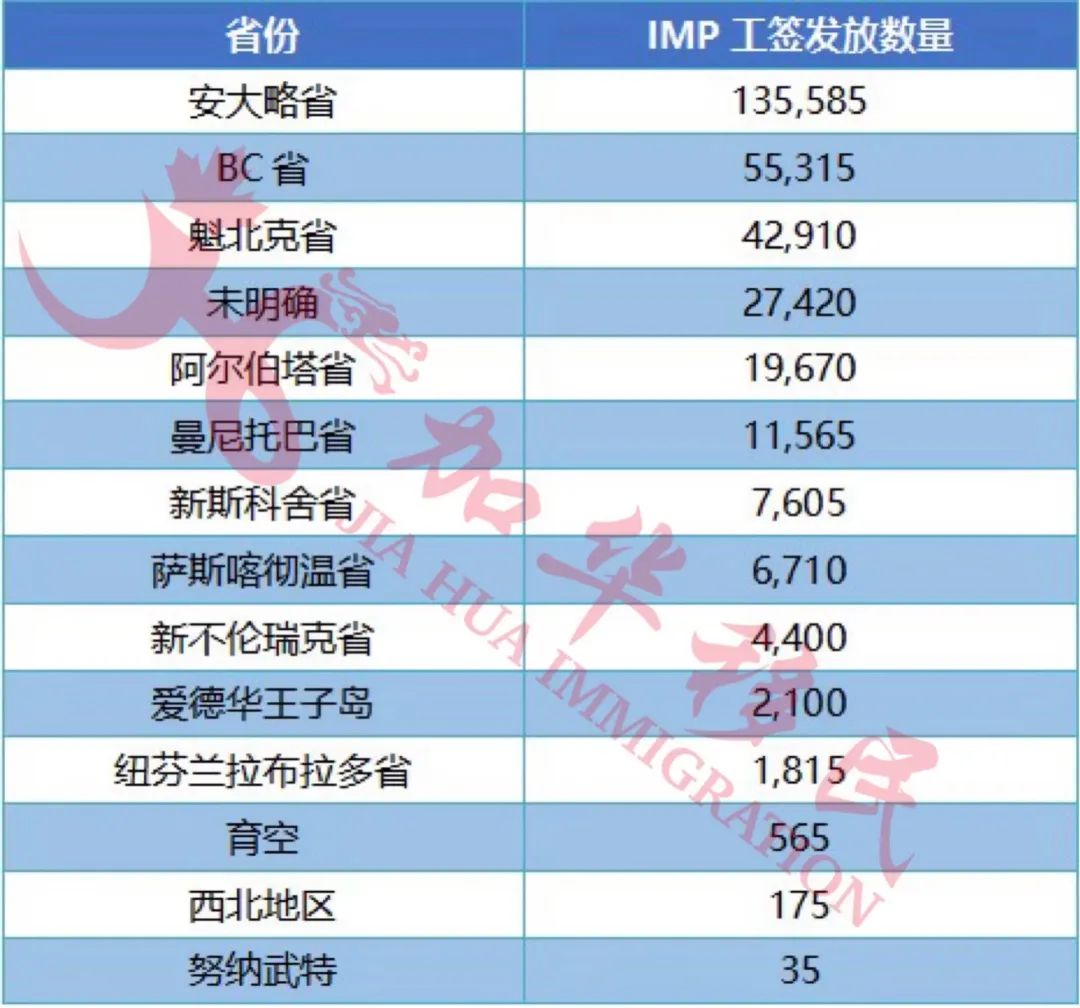 省份 IMP 工签发放数量
安大略省 135,585
BC 省 55,315
魁北克省 42,910
未明确 27,420
阿尔伯塔省 19,670
曼尼托巴省 11,565
新斯科舍省 7,605
萨斯喀彻温省 6,710
新不伦瑞克省 4,400
爱德华王子岛 2,100
纽芬兰拉布拉多省 1,815
育空 565
西北地区 175
努纳武特 35
加华移民
JIA HUA IMMIGRATION